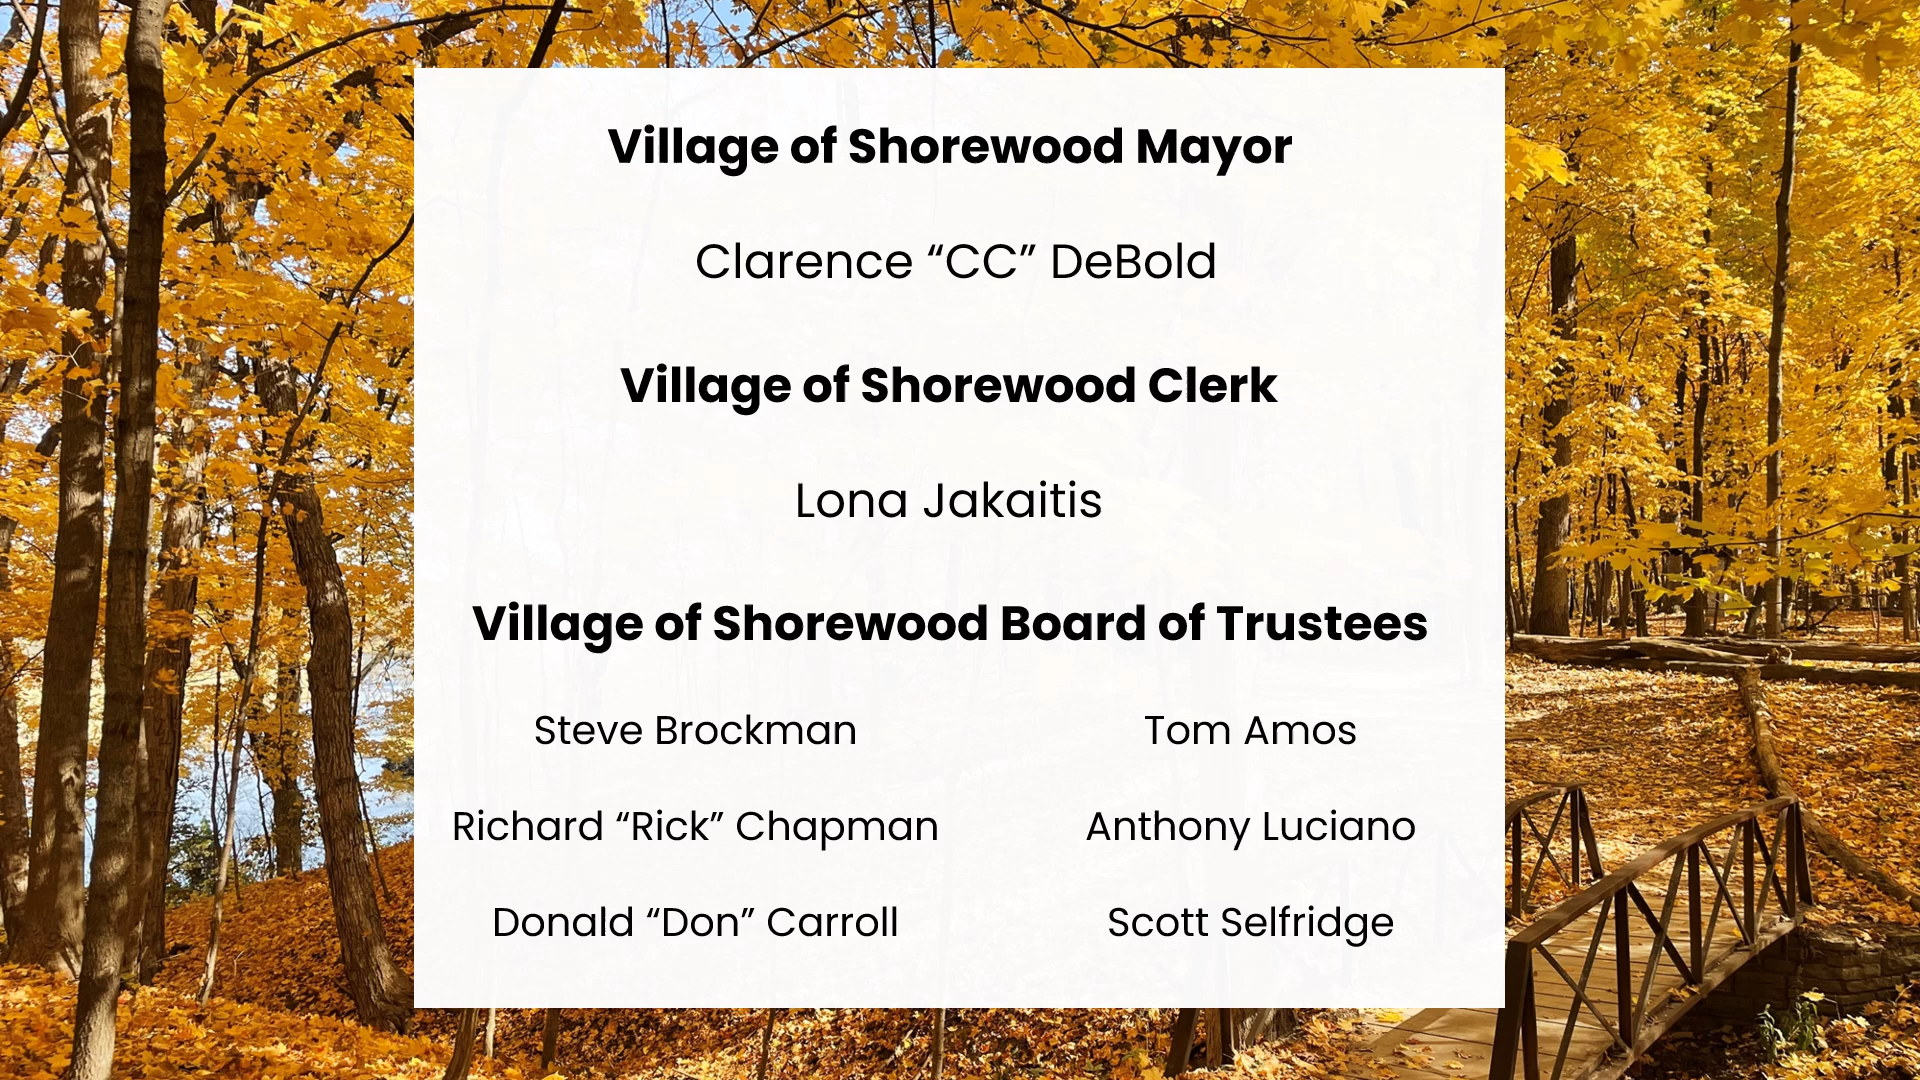 Village of Shorewood Mayor
Clarence “CC” DeBold
Village of Shorewood Clerk
Lona Jakaitis
Village of Shorewood Board of Trustees
Steve Brockman
Tom Amos
Richard “Rick” Chapman
Anthony Luciano
Donald “Don” Carroll
Scott Selfridge